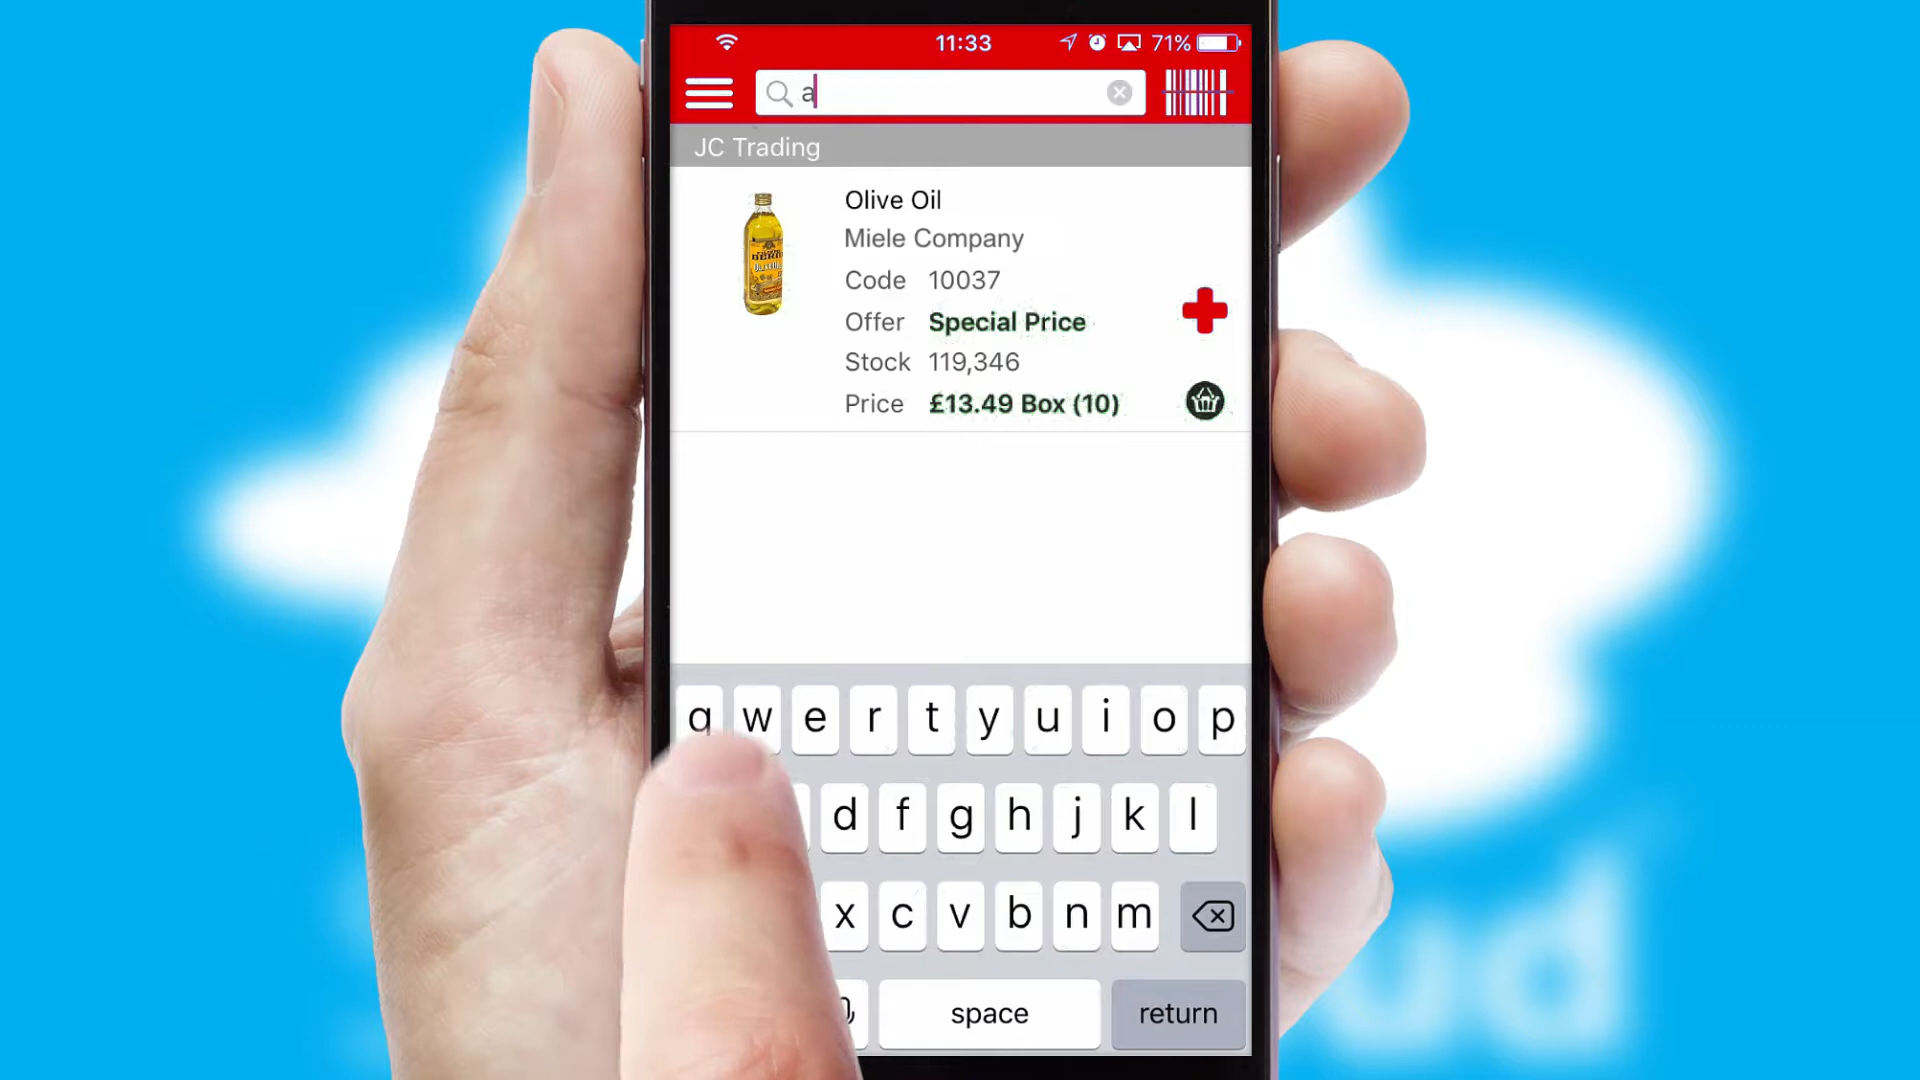 11:33 71%
a
JC Trading
Olive Oil
Miele Company
Code 10037
Offer Special Price
Stock 119,346
Price £13.49 Box (10)
q w e r t y u i o p
d f g h j k l
x c v b n m
space return
ud